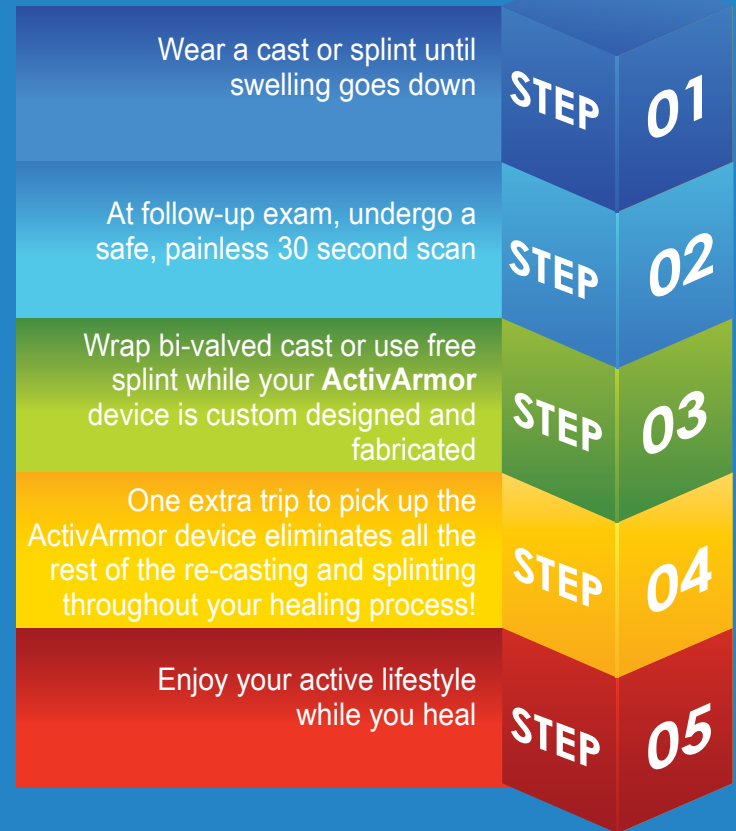 Wear a cast or splint until
swelling goes down
STEP 01
At follow-up exam, undergo a
safe, painless 30 second scan
STEP 02
Wrap bi-valved cast or use free
splint while your ActivArmor
device is custom designed and
fabricated
STEP 03
One extra trip to pick up the
ActivArmor device eliminates all the
rest of the re-casting and splinting
throughout your healing process!
STEP 04
Enjoy your active lifestyle
while you heal
STEP 05